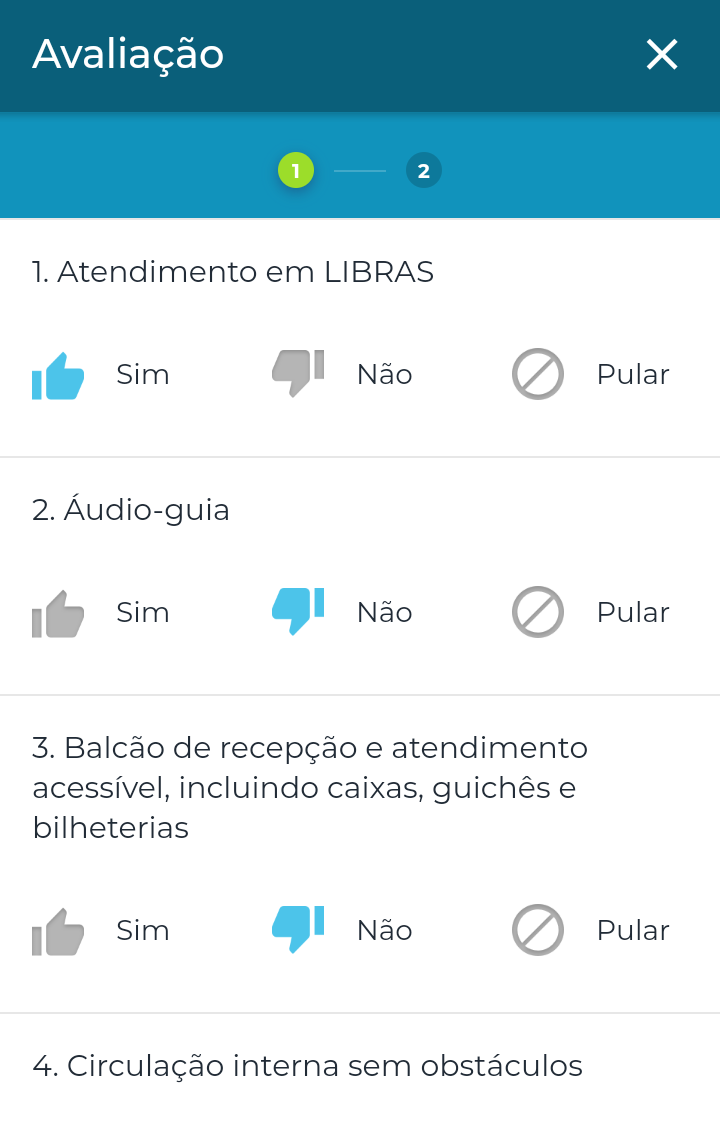 Avaliação
1 2
1. Atendimento em LIBRAS
Sim Não Pular
2. Áudio-guia
Sim Não Pular
3. Balcão de recepção e atendimento
acessível, incluindo caixas, guichês e
bilheterias
Sim Não Pular
4. Circulação interna sem obstáculos